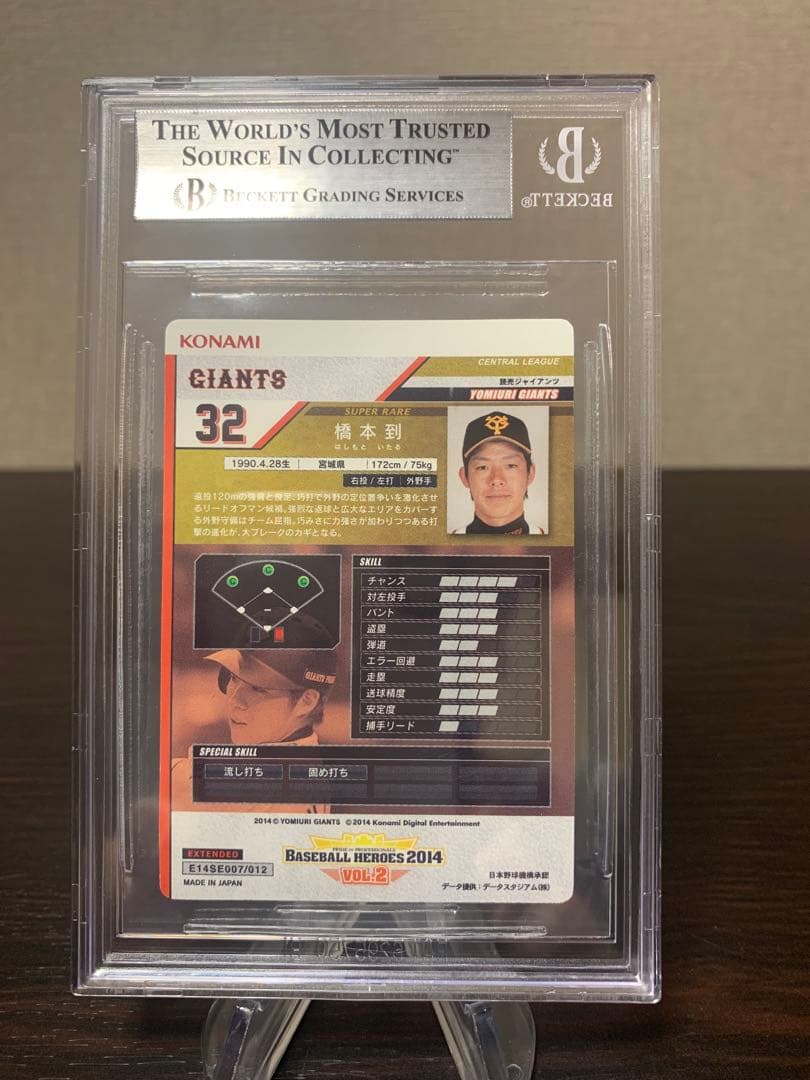 THE WORLD'S MOST TRUSTED
SOURCE IN COLLECTING™
B BECKETT GRADING SERVICES
B
BECKETT®
KONAMI
CENTRAL LEAGUE
GIANTS
読売ジャイアンツ
YOMIURI GIANTS
32
SUPER RARE
橋本 到
はしもと いたる
1990.4.28生 宮城県 172cm / 75kg
右投 / 左打 外野手
遠投120mの強肩と俊足、巧打で外野の定位置争いを激化させ
るリードオフマン候補。強烈な返球と広大なエリアをカバーす
る外野守備はチーム屈指。巧みさに力強さが加わりつつある打
撃の進化が、大ブレークのカギとなる。
SKILL
チャンス
対左投手
バント
盗塁
弾道
エラー回避
走塁
送球精度
安定度
捕手リード
C C C
GIANTS PRIDE
SPECIAL SKILL
流し打ち 固め打ち
2014 © YOMIURI GIANTS ©2014 Konami Digital Entertainment
EXTENDED
E14SE007/012
MADE IN JAPAN
PRIDE OF PROFESSIONALS
BASEBALL HEROES 2014
VOL.2
日本野球機構承認
データ提供：データスタジアム(株)